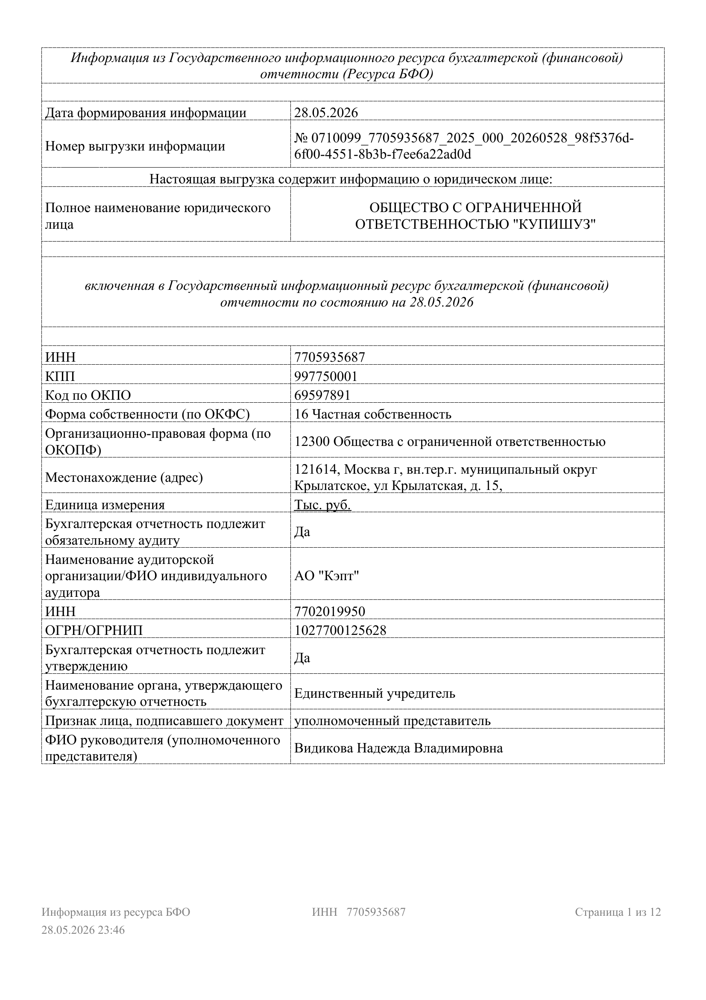 Информация из Государственного информационного ресурса бухгалтерской (финансовой)
отчетности (Ресурса БФО)
Дата формирования информации
28.05.2026
Номер выгрузки информации
№ 0710099_7705935687_2025_000_20260528_98f5376d-
6f00-4551-8b3b-f7ee6a22ad0d
Настоящая выгрузка содержит информацию о юридическом лице:
Полное наименование юридического
лица
ОБЩЕСТВО С ОГРАНИЧЕННОЙ
ОТВЕТСТВЕННОСТЬЮ "КУПИШУЗ"
включенная в Государственный информационный ресурс бухгалтерской (финансовой)
отчетности по состоянию на 28.05.2026
ИНН
7705935687
КПП
997750001
Код по ОКПО
69597891
Форма собственности (по ОКФС)
16 Частная собственность
Организационно-правовая форма (по
ОКОПФ)
12300 Общества с ограниченной ответственностью
Местонахождение (адрес)
121614, Москва г, вн.тер.г. муниципальный округ
Крылатское, ул Крылатская, д. 15,
Единица измерения
Тыс. руб.
Бухгалтерская отчетность подлежит
обязательному аудиту
Да
Наименование аудиторской
организации/ФИО индивидуального
аудитора
АО "Кэпт"
ИНН
7702019950
ОГРН/ОГРНИП
1027700125628
Бухгалтерская отчетность подлежит
утверждению
Да
Наименование органа, утверждающего
бухгалтерскую отчетность
Единственный учредитель
Признак лица, подписавшего документ
уполномоченный представитель
ФИО руководителя (уполномоченного
представителя)
Видикова Надежда Владимировна
Информация из ресурса БФО
ИНН 7705935687
Страница 1 из 12
28.05.2026 23:46